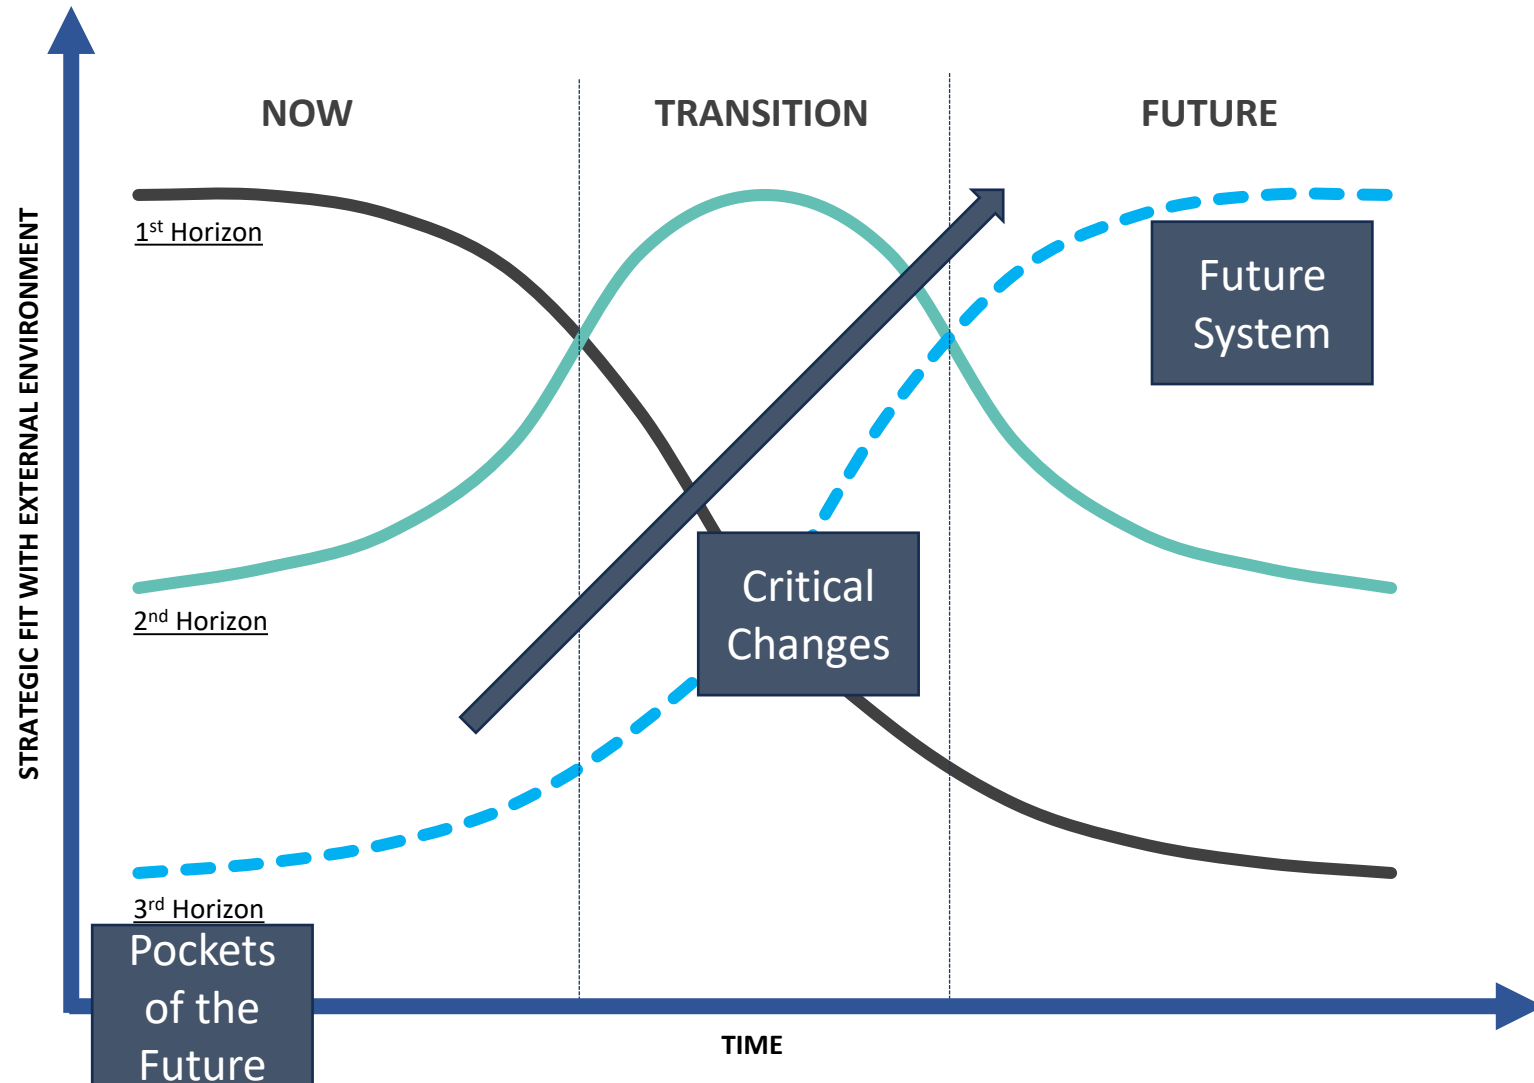 NOW
TRANSITION
FUTURE
1st Horizon
Future
System
STRATEGIC FIT WITH EXTERNAL ENVIRONMENT
Critical
Changes
2nd Horizon
3rd Horizon
Pockets
of the
Future
TIME